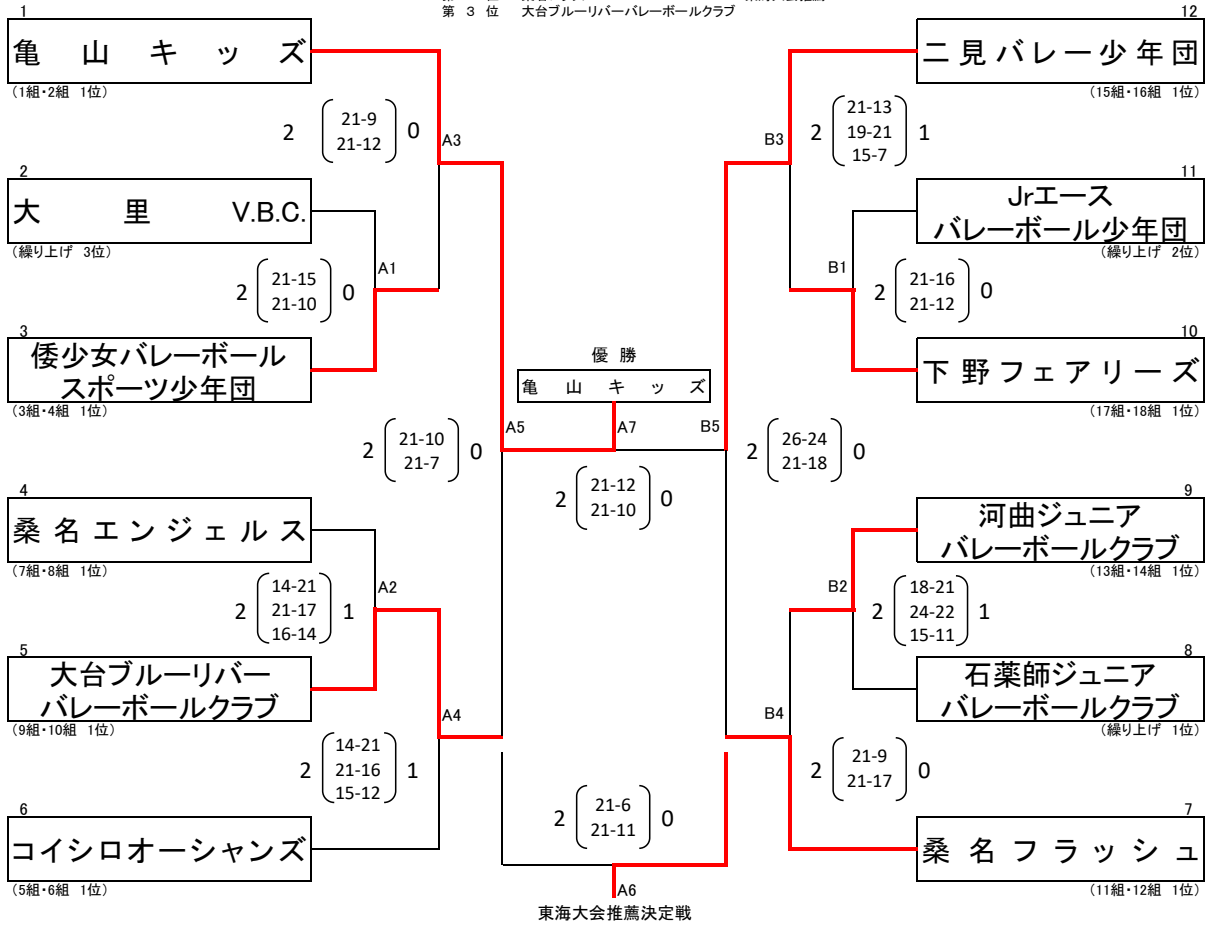 第 3 位 大台ブルーリバーバレーボールクラブ
1
亀山キッズ
(1組・2組 1位)
12
二見バレー少年団
(15組・16組 1位)
2 21-9 0
21-12
A3
B3
2 21-13 1
19-21
15-7
2
大里 V.B.C.
(繰り上げ 3位)
11
Jrエース
バレーボール少年団
(繰り上げ 2位)
A1
2 21-15 0
21-10
B1
2 21-16 0
21-12
3
倭少女バレーボール
スポーツ少年団
(3組・4組 1位)
優勝
亀山キッズ
10
下野フェアリーズ
(17組・18組 1位)
A5
A7
B5
2 21-10 0
21-7
2 21-12 0
21-10
2 26-24 0
21-18
4
桑名エンジェルス
(7組・8組 1位)
9
河曲ジュニア
バレーボールクラブ
(13組・14組 1位)
A2
2 14-21 1
21-17
16-14
B2
2 18-21 1
24-22
15-11
5
大台ブルーリバー
バレーボールクラブ
(9組・10組 1位)
8
石薬師ジュニア
バレーボールクラブ
(繰り上げ 1位)
A4
B4
2 14-21 1
21-16
15-12
2 21-6 0
21-11
2 21-9 0
21-17
6
コイシロオーシャンズ
(5組・6組 1位)
7
桑名フラッシュ
(11組・12組 1位)
A6
東海大会推薦決定戦